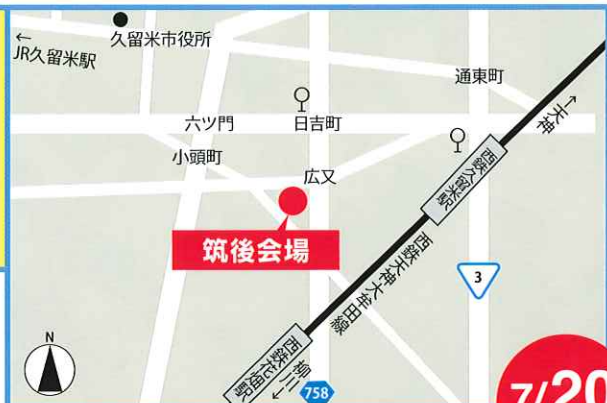 久留米市役所
←
JR久留米駅
通東町
→天神
六ツ門
日吉町
小頭町
広又
西鉄久留米駅
筑後会場
西鉄天神大牟田線
3
N
西鉄花畑駅
柳川→
758
7/20